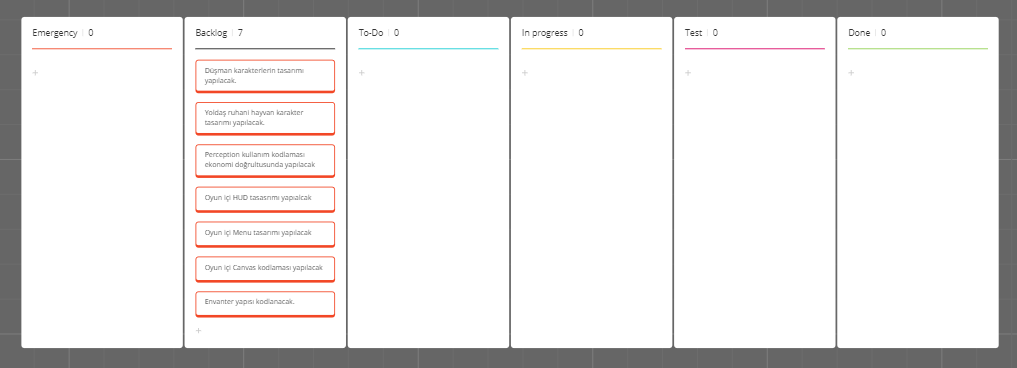 Emergency 0
Backlog 7
To-Do 0
In progress 0
Test 0
Done 0
Düşman karakterlerin tasarımı
yapılacak.
Yoldaş ruhani hayvan karakter
tasarımı yapılacak.
Perception kullanım kodlaması
ekonomi doğrultusunda yapılacak
Oyun içi HUD tasasrımı yapıalcak
Oyun içi Menu tasarımı yapılacak
Oyun içi Canvas kodlaması yapılacak
Envanter yapısı kodlanacak.